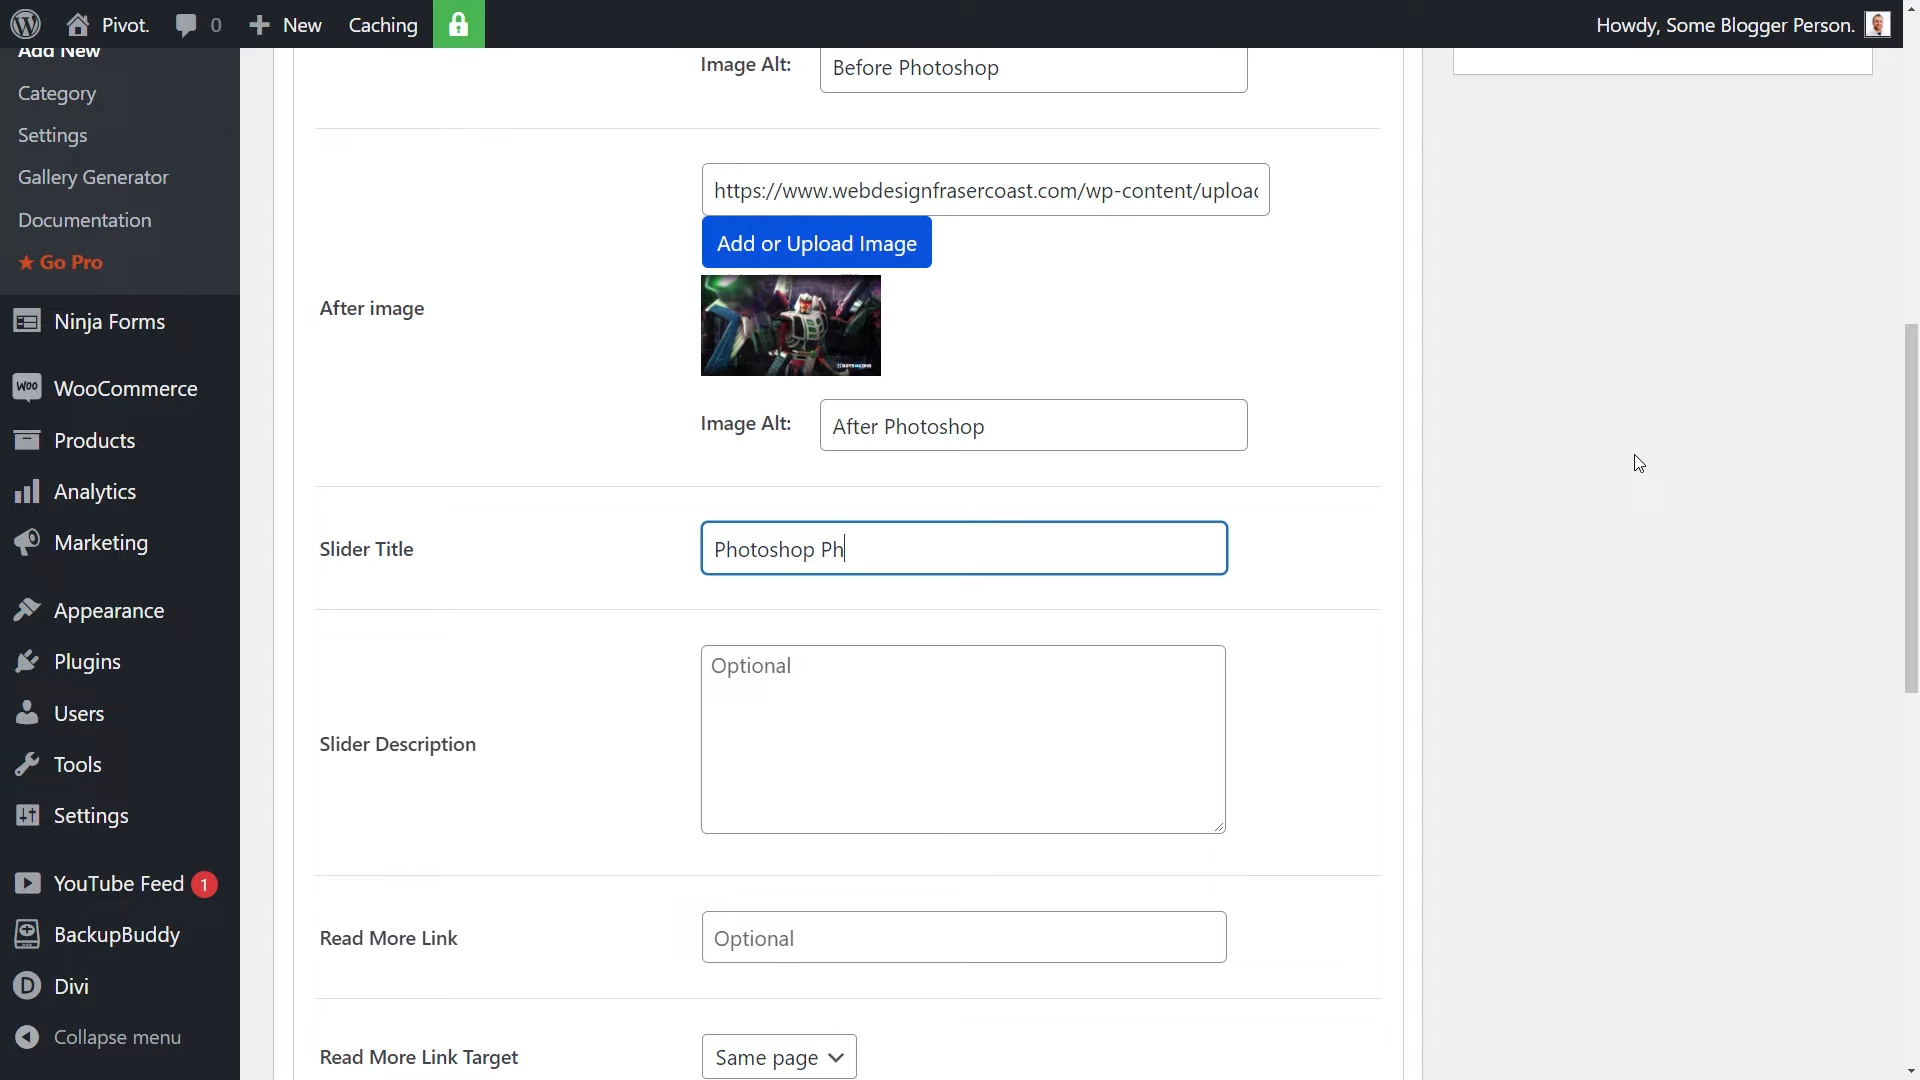 Pivot.
0
New
Caching
Howdy, Some Blogger Person.
Add New
Category
Settings
Gallery Generator
Documentation
★ Go Pro
Ninja Forms
WooCommerce
Products
Analytics
Marketing
Appearance
Plugins
Users
Tools
Settings
YouTube Feed 1
BackupBuddy
Divi
Collapse menu
Image Alt: Before Photoshop
https://www.webdesignfrasercoast.com/wp-content/uploac
Add or Upload Image
After image
Image Alt: After Photoshop
Slider Title Photoshop Ph
Slider Description Optional
Read More Link Optional
Read More Link Target Same page